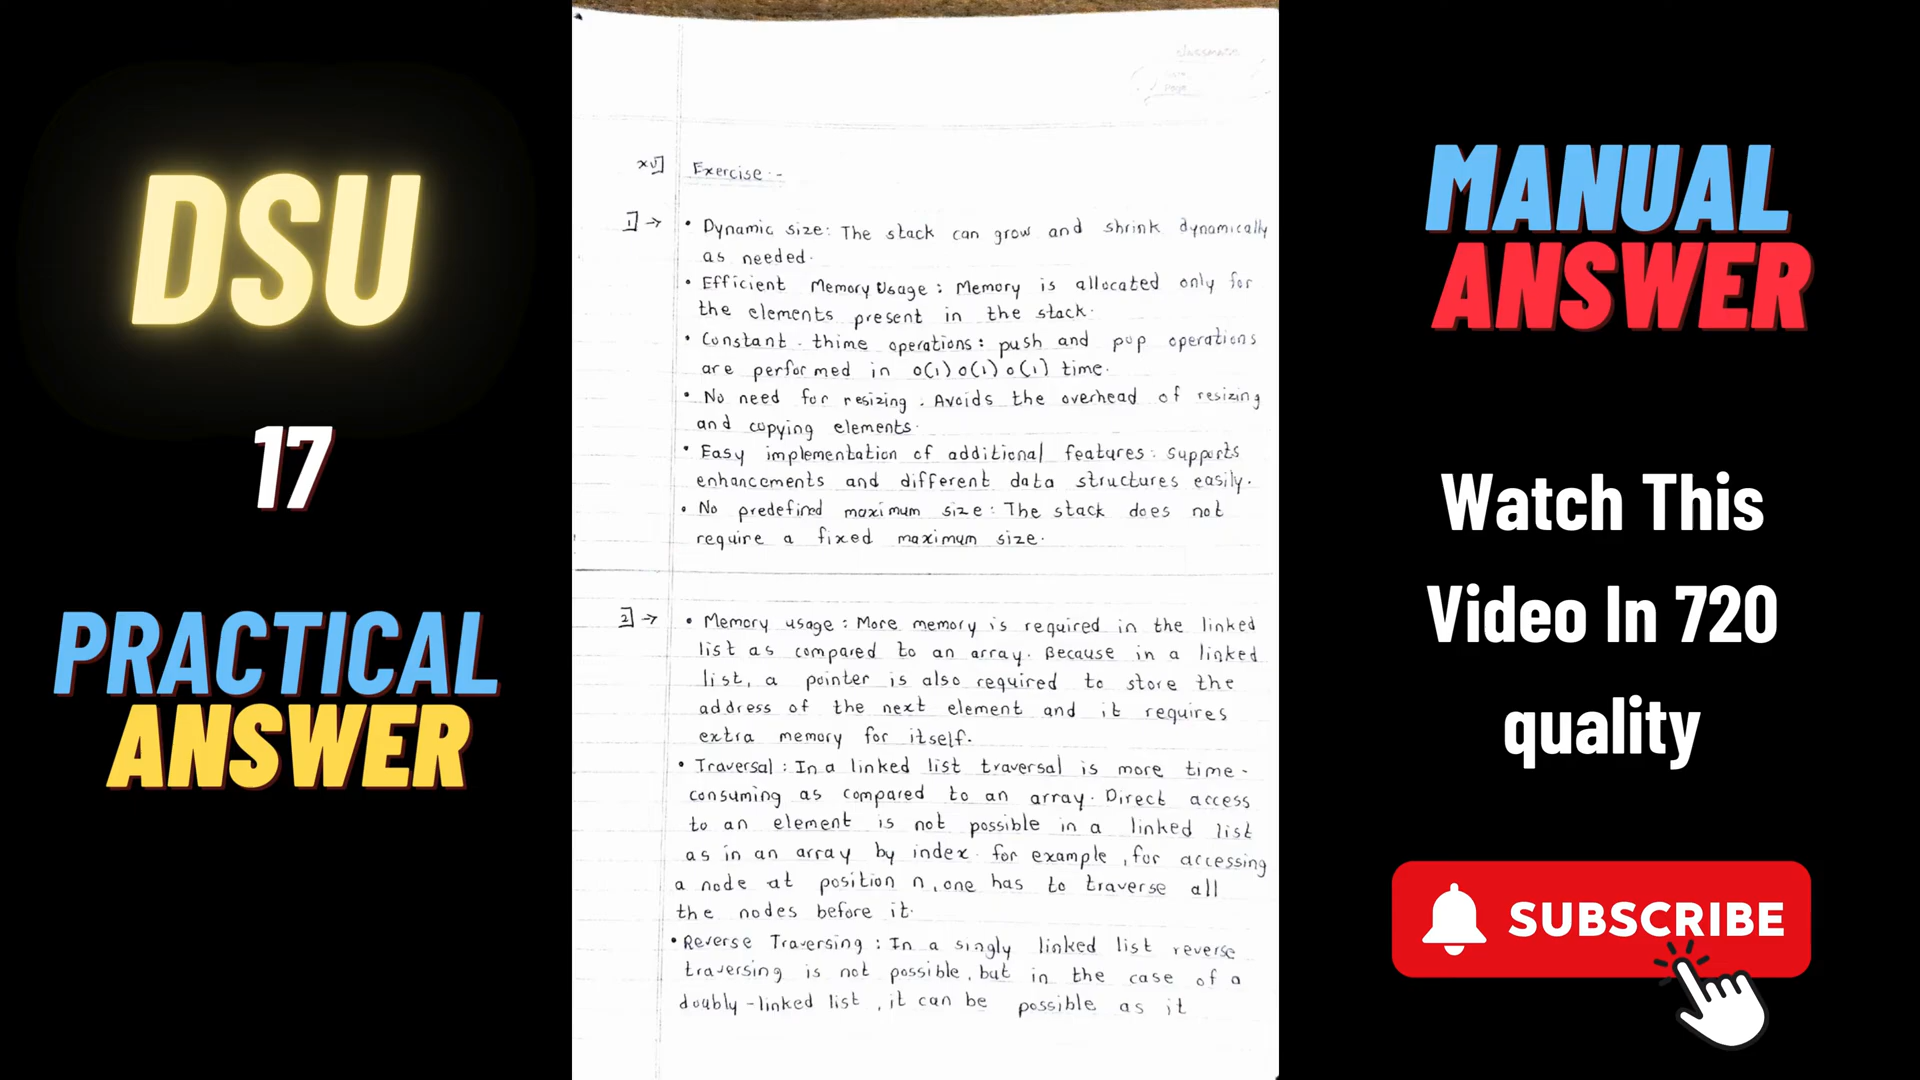 DSU
17
PRACTICAL
ANSWER
classmate
Page
xv] Exercise :-
1] → • Dynamic size: The stack can grow and shrink dynamically
as needed.
• Efficient Memory Usage : Memory is allocated only for
the elements present in the stack.
• Constant - thime operations: push and pop operations
are performed in o(1) o(1) o(1) time.
• No need for resizing . Avoids the overhead of resizing
and copying elements.
• Easy implementation of additional features: supports
enhancements and different data structures easily.
• No predefined maximum size: The stack does not
require a fixed maximum size.
2] → • Memory usage : More memory is required in the linked
list as compared to an array. Because in a linked
list, a pointer is also required to store the
address of the next element and it requires
extra memory for itself.
• Traversal : In a linked list traversal is more time-
consuming as compared to an array. Direct access
to an element is not possible in a linked list
as in an array by index. for example , for accessing
a node at position n, one has to traverse all
the nodes before it.
• Reverse Traversing : In a singly linked list reverse
traversing is not possible, but in the case of a
doubly-linked list , it can be possible as it
MANUAL
ANSWER
Watch This
Video In 720
quality
SUBSCRIBE